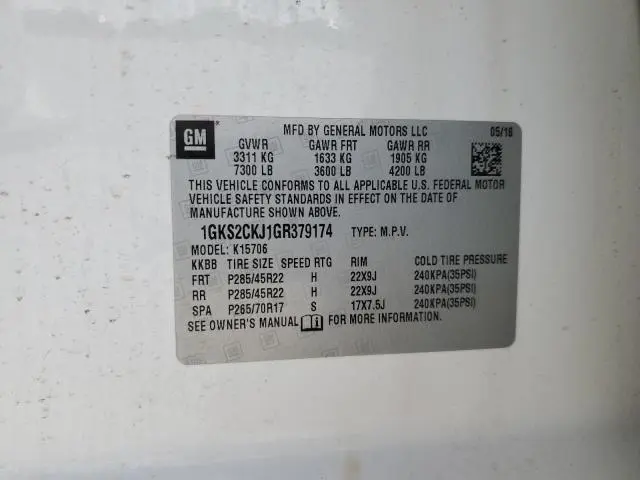 GM
MFD BY GENERAL MOTORS LLC 05/16
GVWR GAWR FRT GAWR RR
3311 KG 1633 KG 1905 KG
7300 LB 3600 LB 4200 LB
THIS VEHICLE CONFORMS TO ALL APPLICABLE U.S. FEDERAL MOTOR
VEHICLE SAFETY STANDARDS IN EFFECT ON THE DATE OF
MANUFACTURE SHOWN ABOVE.
1GKS2CKJ1GR379174 TYPE: M.P.V.
MODEL: K15706
KKBB TIRE SIZE SPEED RTG RIM COLD TIRE PRESSURE
FRT P285/45R22 H 22X9J 240KPA(35PSI)
RR P285/45R22 H 22X9J 240KPA(35PSI)
SPA P265/70R17 S 17X7.5J 240KPA(35PSI)
SEE OWNER'S MANUAL FOR MORE INFORMATION.